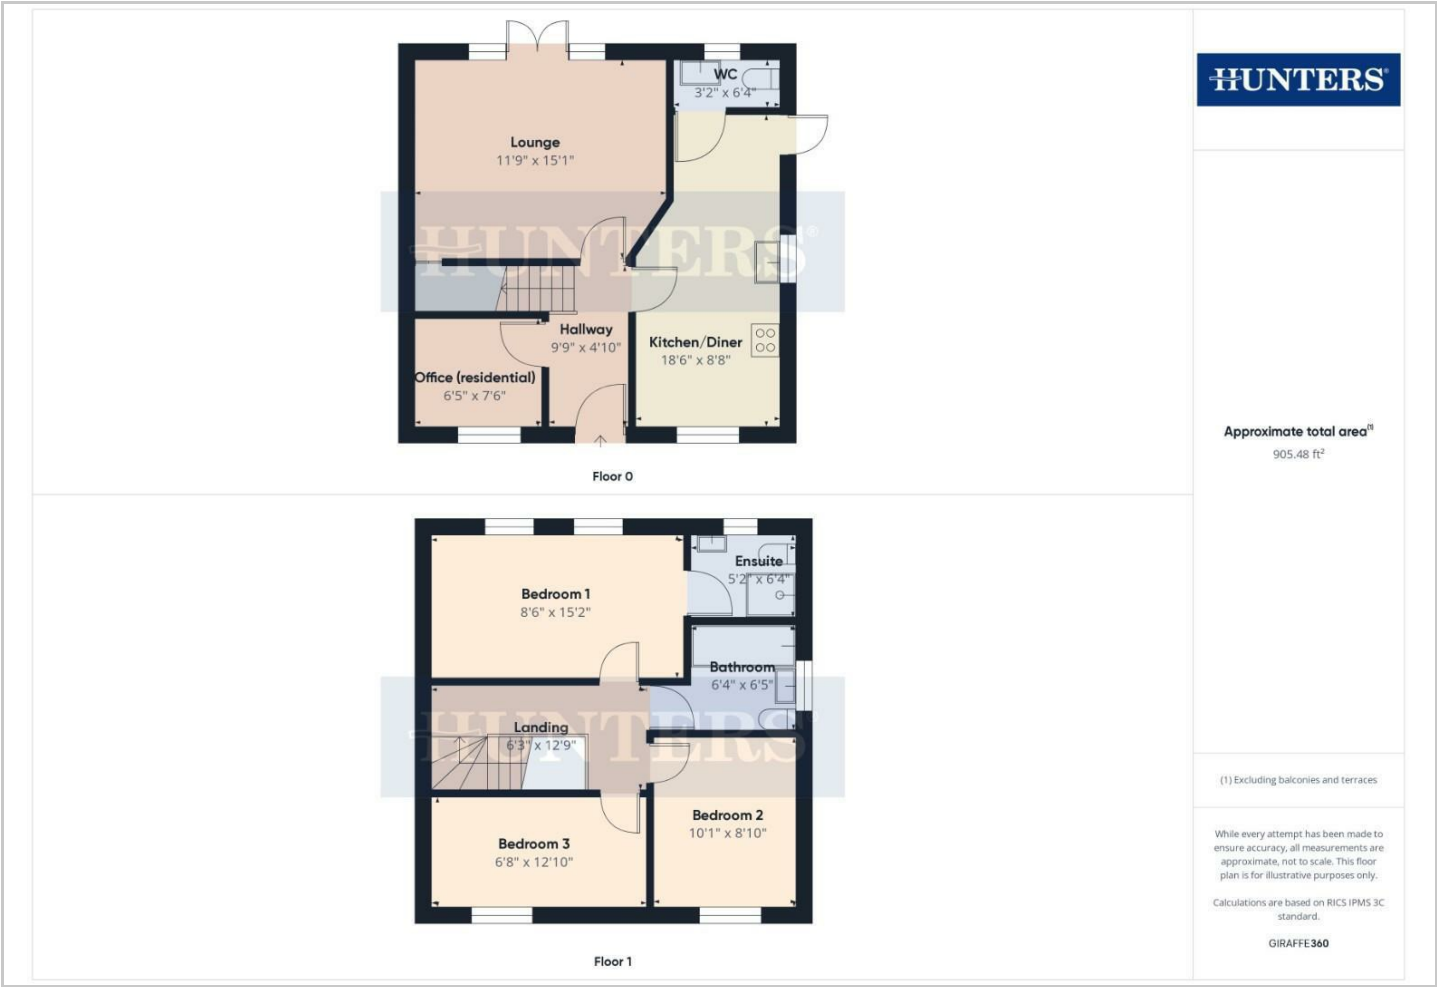 WC
3'2" x 6'4"
Lounge
11'9" x 15'1"
HUNTERS®
Hallway
9'9" x 4'10"
Kitchen/Diner
18'6" x 8'8"
Office (residential)
6'5" x 7'6"
Floor 0
Ensuite
5'2" x 6'4"
Bedroom 1
8'6" x 15'2"
Bathroom
6'4" x 6'5"
HUNTERS®
Landing
6'3" x 12'9"
Bedroom 2
10'1" x 8'10"
Bedroom 3
6'8" x 12'10"
Floor 1
HUNTERS®
Approximate total area(1)
905.48 ft²
(1) Excluding balconies and terraces
While every attempt has been made to
ensure accuracy, all measurements are
approximate, not to scale. This floor
plan is for illustrative purposes only.
Calculations are based on RICS IPMS 3C
standard.
GIRAFFE360